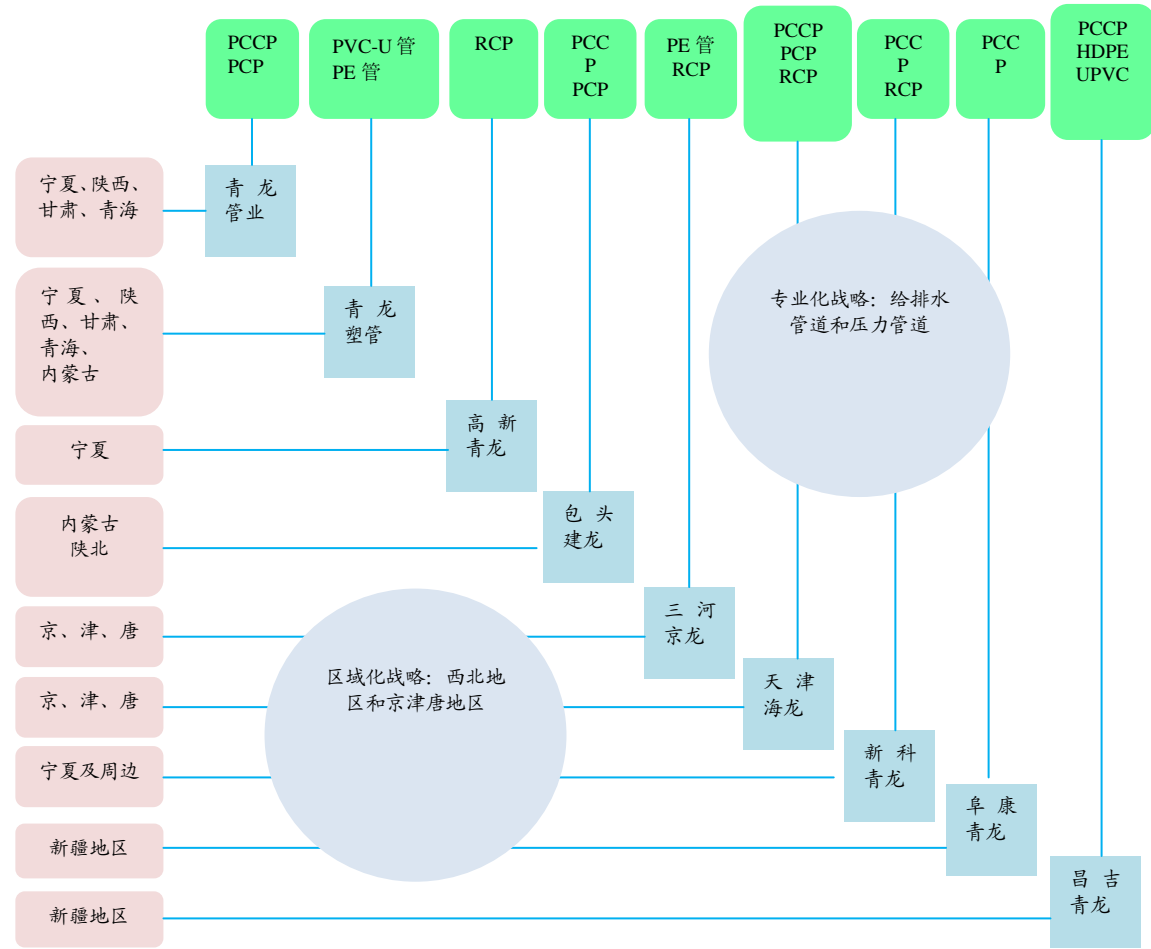 PCCP
PCP
PVC-U 管
PE 管
RCP
PCC
P
PCP
PE 管
RCP
PCCP
PCP
RCP
PCC
P
RCP
PCC
P
PCCP
HDPE
UPVC
宁夏、陕西、
甘肃、青海
青 龙
管业
宁 夏 、 陕
西、甘肃、
青海、
内蒙古
青 龙
塑管
专业化战略：给排水
管道和压力管道
宁夏
高 新
青龙
内蒙古
陕北
包 头
建龙
京、津、唐
三 河
京龙
区域化战略：西北地
区和京津唐地区
京、津、唐
天 津
海龙
宁夏及周边
新 科
青龙
新疆地区
阜 康
青龙
新疆地区
昌 吉
青龙